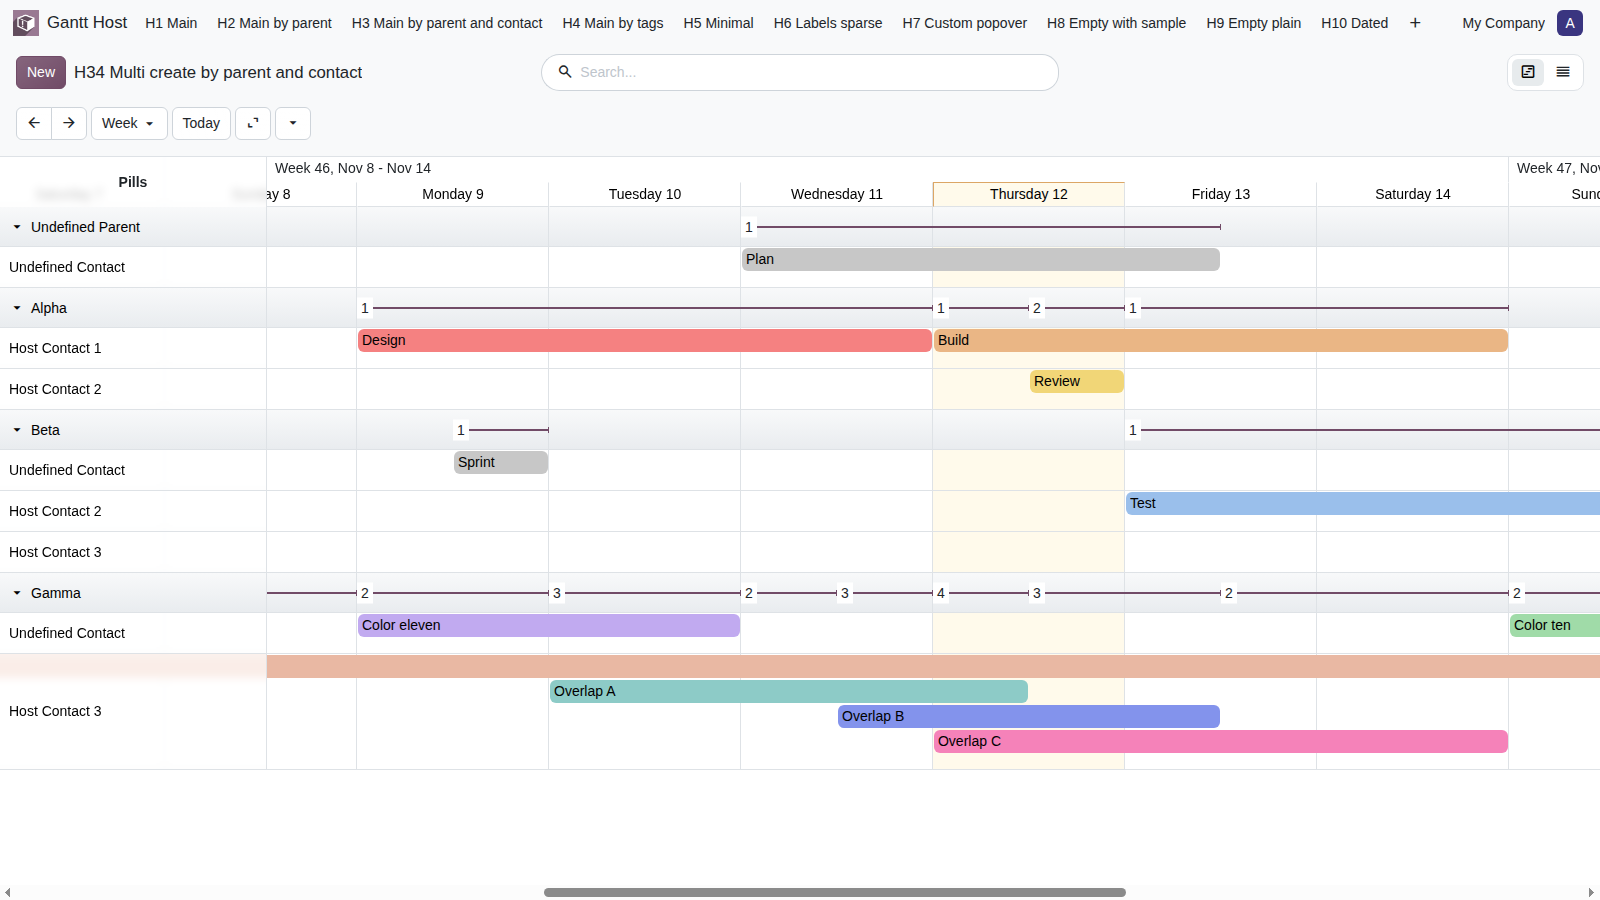 Gantt Host H1 Main H2 Main by parent H3 Main by parent and contact H4 Main by tags H5 Minimal H6 Labels sparse H7 Custom popover H8 Empty with sample H9 Empty plain H10 Dated + My Company A
New H34 Multi create by parent and contact Search...
Week Today
Week 46, Nov 8 - Nov 14 Week 47, Nov
Pills
ay 8 Monday 9 Tuesday 10 Wednesday 11 Thursday 12 Friday 13 Saturday 14 Sund
Undefined Parent 1
Undefined Contact Plan
Alpha 1 1 2 1
Host Contact 1 Design Build
Host Contact 2 Review
Beta 1 1
Undefined Contact Sprint
Host Contact 2 Test
Host Contact 3
Gamma 2 3 2 3 4 3 2 2
Undefined Contact Color eleven Color ten
Overlap A
Host Contact 3 Overlap B
Overlap C